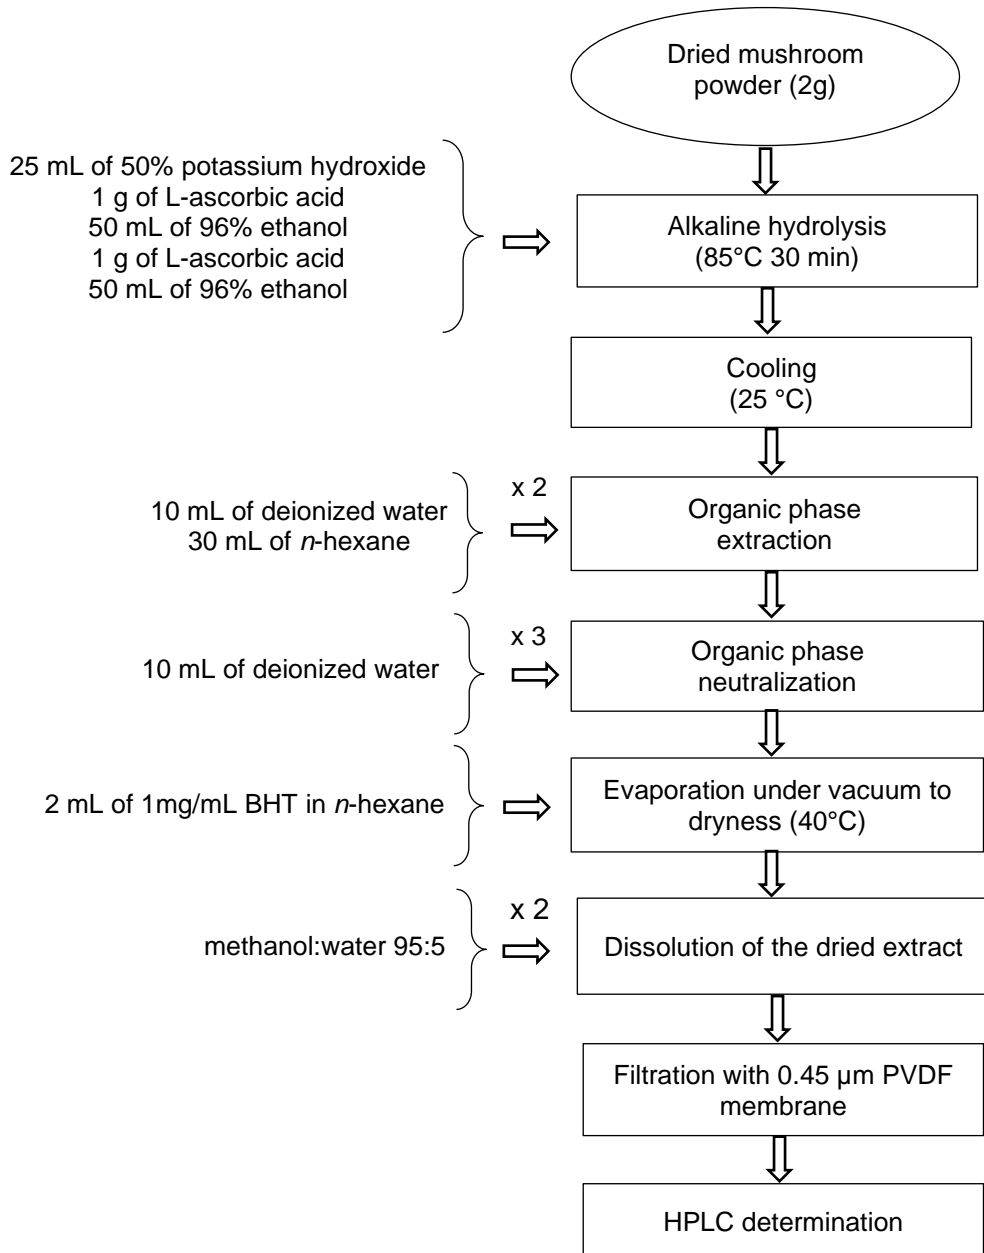 Dried mushroom
powder (2g)
25 mL of 50% potassium hydroxide
1 g of L-ascorbic acid
50 mL of 96% ethanol
1 g of L-ascorbic acid
50 mL of 96% ethanol
Alkaline hydrolysis
(85°C 30 min)
Cooling
(25 °C)
10 mL of deionized water
30 mL of n-hexane
x 2
Organic phase
extraction
10 mL of deionized water
x 3
Organic phase
neutralization
2 mL of 1mg/mL BHT in n-hexane
Evaporation under vacuum to
dryness (40°C)
methanol:water 95:5
x 2
Dissolution of the dried extract
Filtration with 0.45 µm PVDF
membrane
HPLC determination